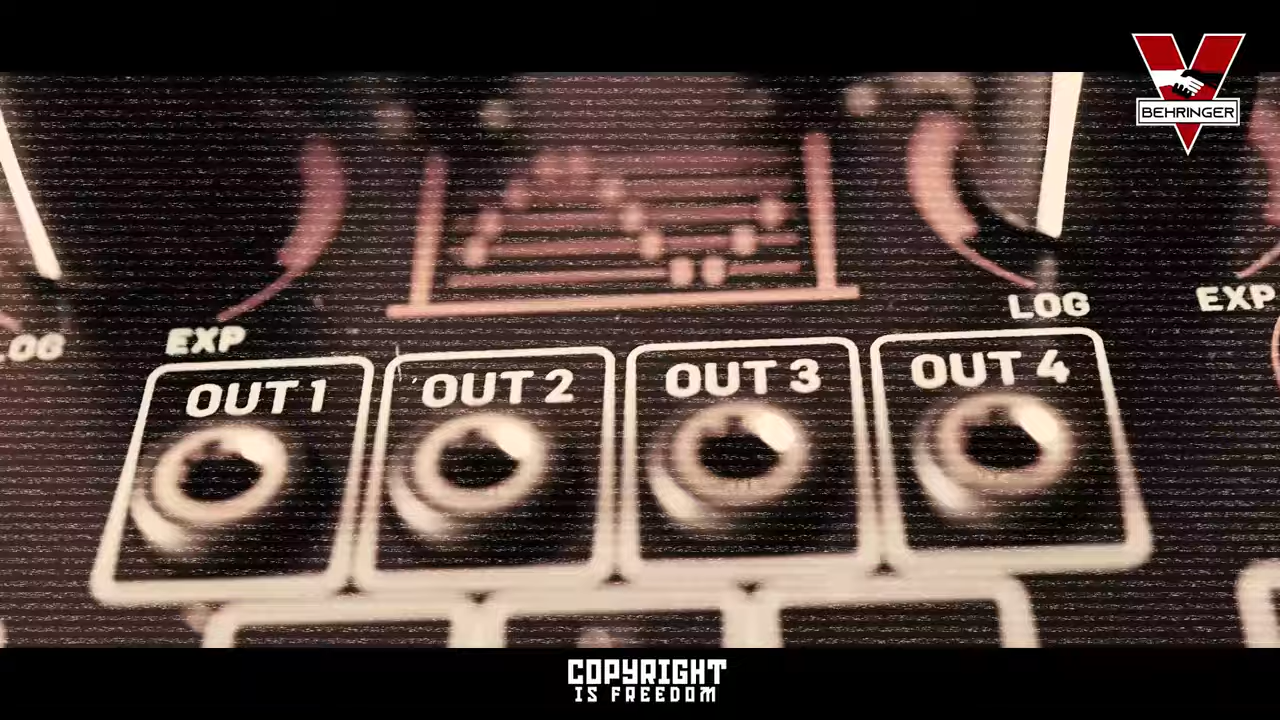 BEHRINGER
LOG
EXP
LOG
EXP
OUT 1
OUT 2
OUT 3
OUT 4
COPYRIGHT
IS FREEDOM